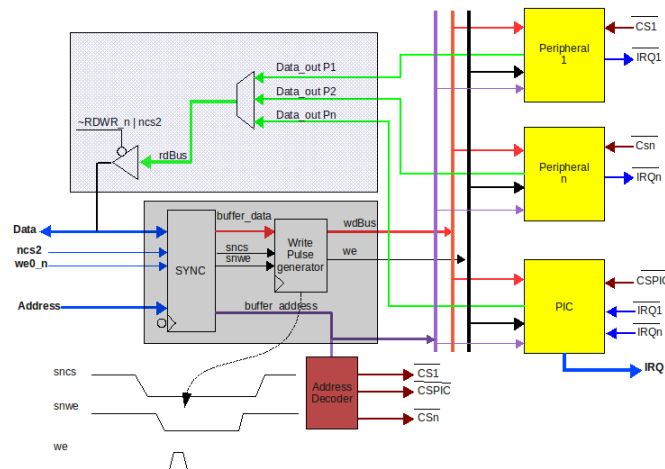 CS1
Peripheral
1
IRQ1
Data_out P1
Data_out P2
Data_out Pn
~RDWR_n | ncs2
rdBus
Csn
Peripheral
n
IRQn
Data
ncs2
we0_n
Address
SYNC
buffer_data
sncs
snwe
Write
Pulse
generator
wdBus
we
buffer_address
PIC
CSPIC
IRQ1
IRQn
IRQ
Address
Decoder
CS1
CSPIC
CSn
sncs
snwe
we